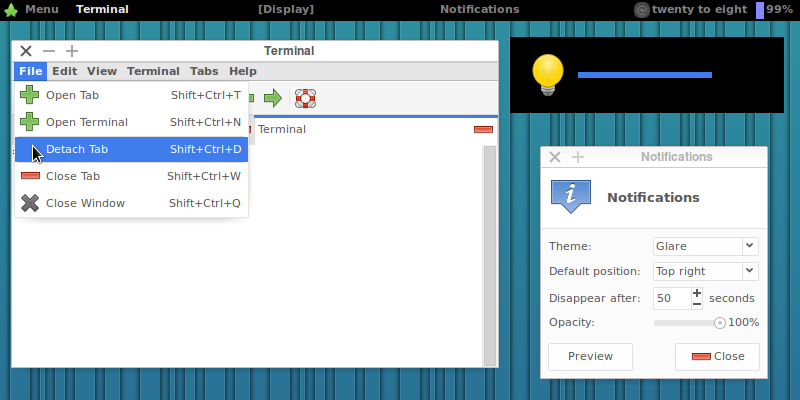 Menu Terminal [Display] Notifications twenty to eight 99%
Terminal
File Edit View Terminal Tabs Help
Open Tab Shift+Ctrl+T
Open Terminal Shift+Ctrl+N
Detach Tab Shift+Ctrl+D
Close Tab Shift+Ctrl+W
Close Window Shift+Ctrl+Q
Terminal
Notifications
Notifications
Theme: Glare
Default position: Top right
Disappear after: 50 seconds
Opacity: 100%
Preview Close